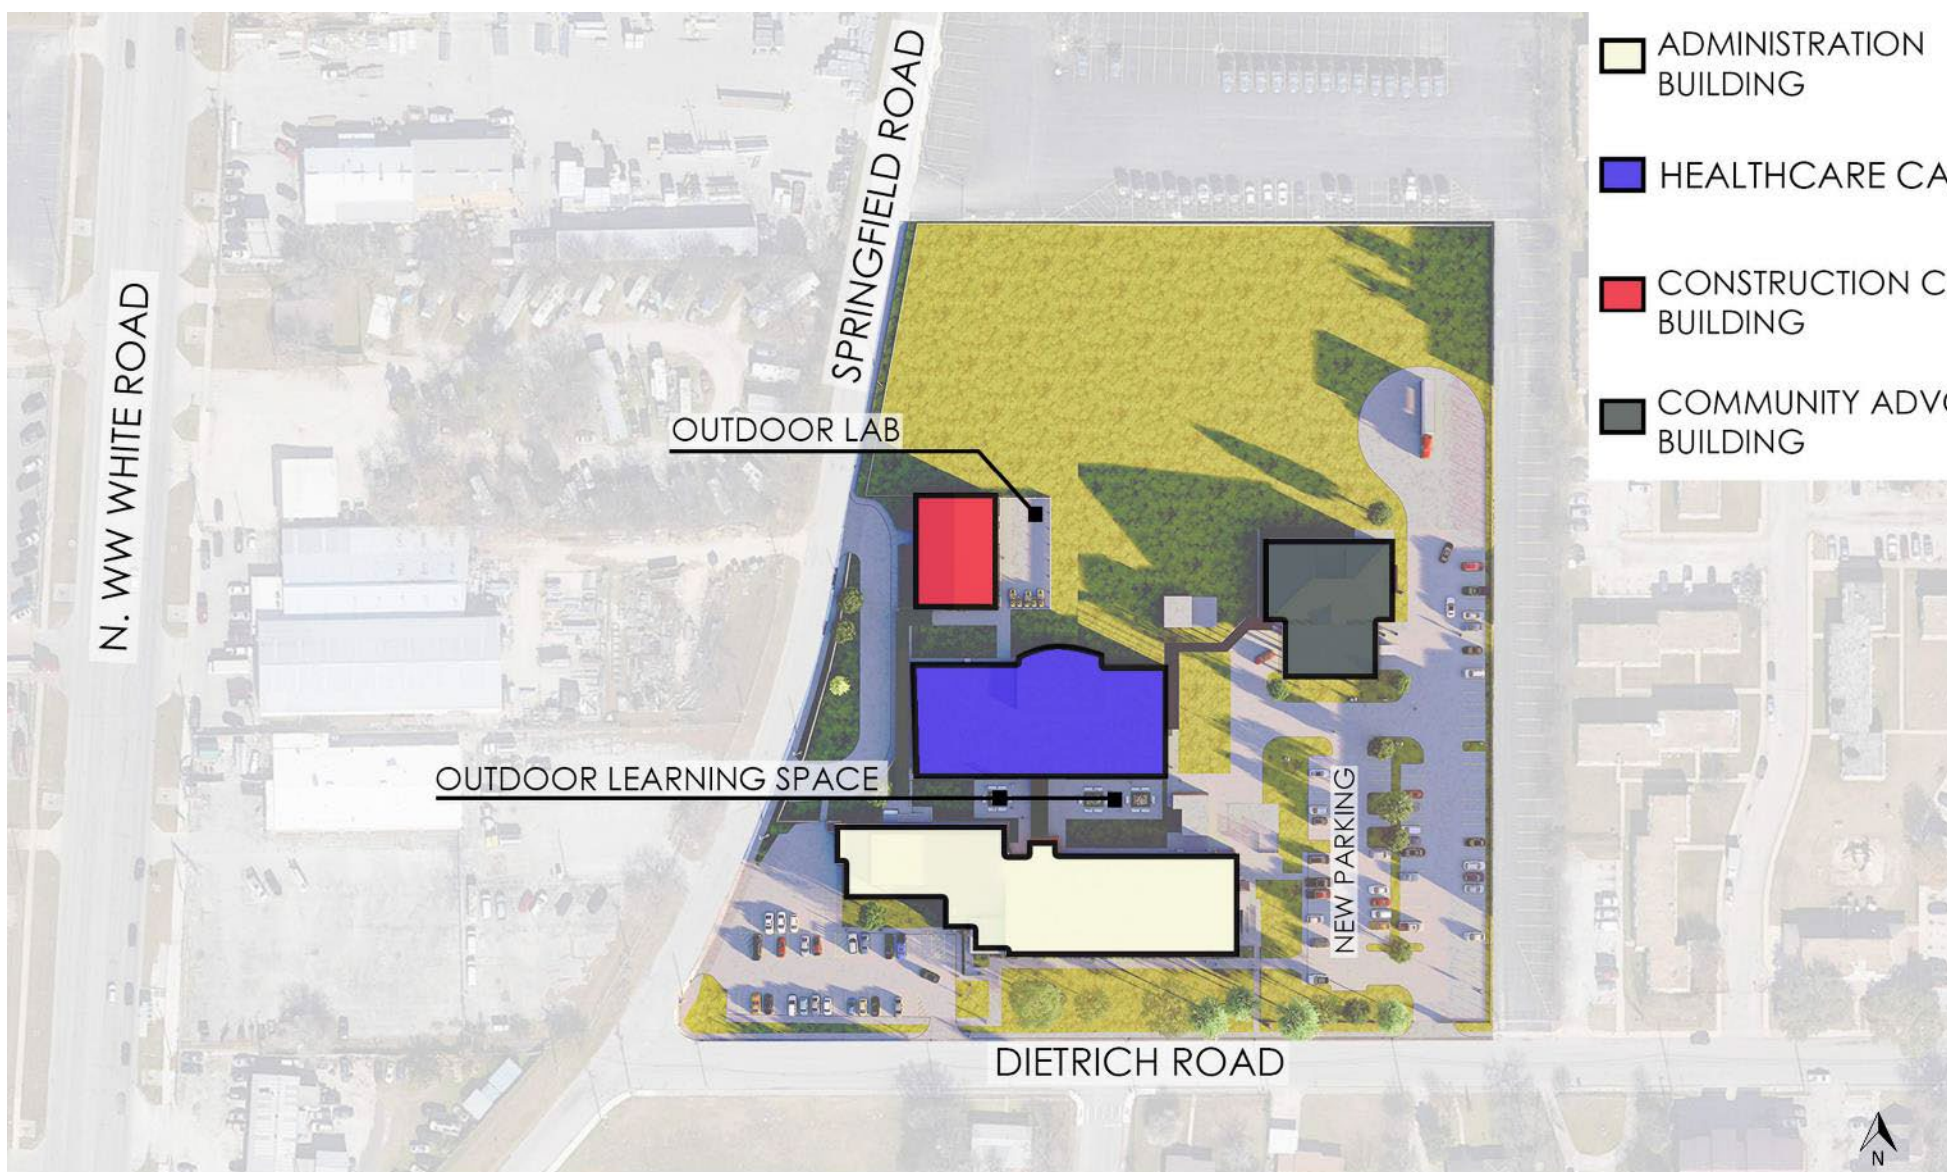 ADMINISTRATION
BUILDING
HEALTHCARE CA
CONSTRUCTION C
BUILDING
COMMUNITY ADVO
BUILDING
SPRINGFIELD ROAD
N. WW WHITE ROAD
OUTDOOR LAB
OUTDOOR LEARNING SPACE
NEW PARKING
DIETRICH ROAD
N